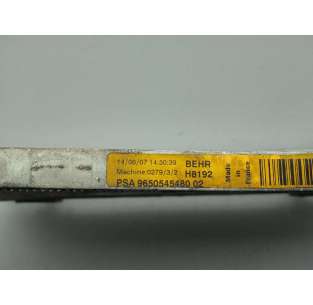 14/06/07 14:30:39 BEHR
Machine:0279/3/2 H8192
PSA 9650545480 02
Made
in
France